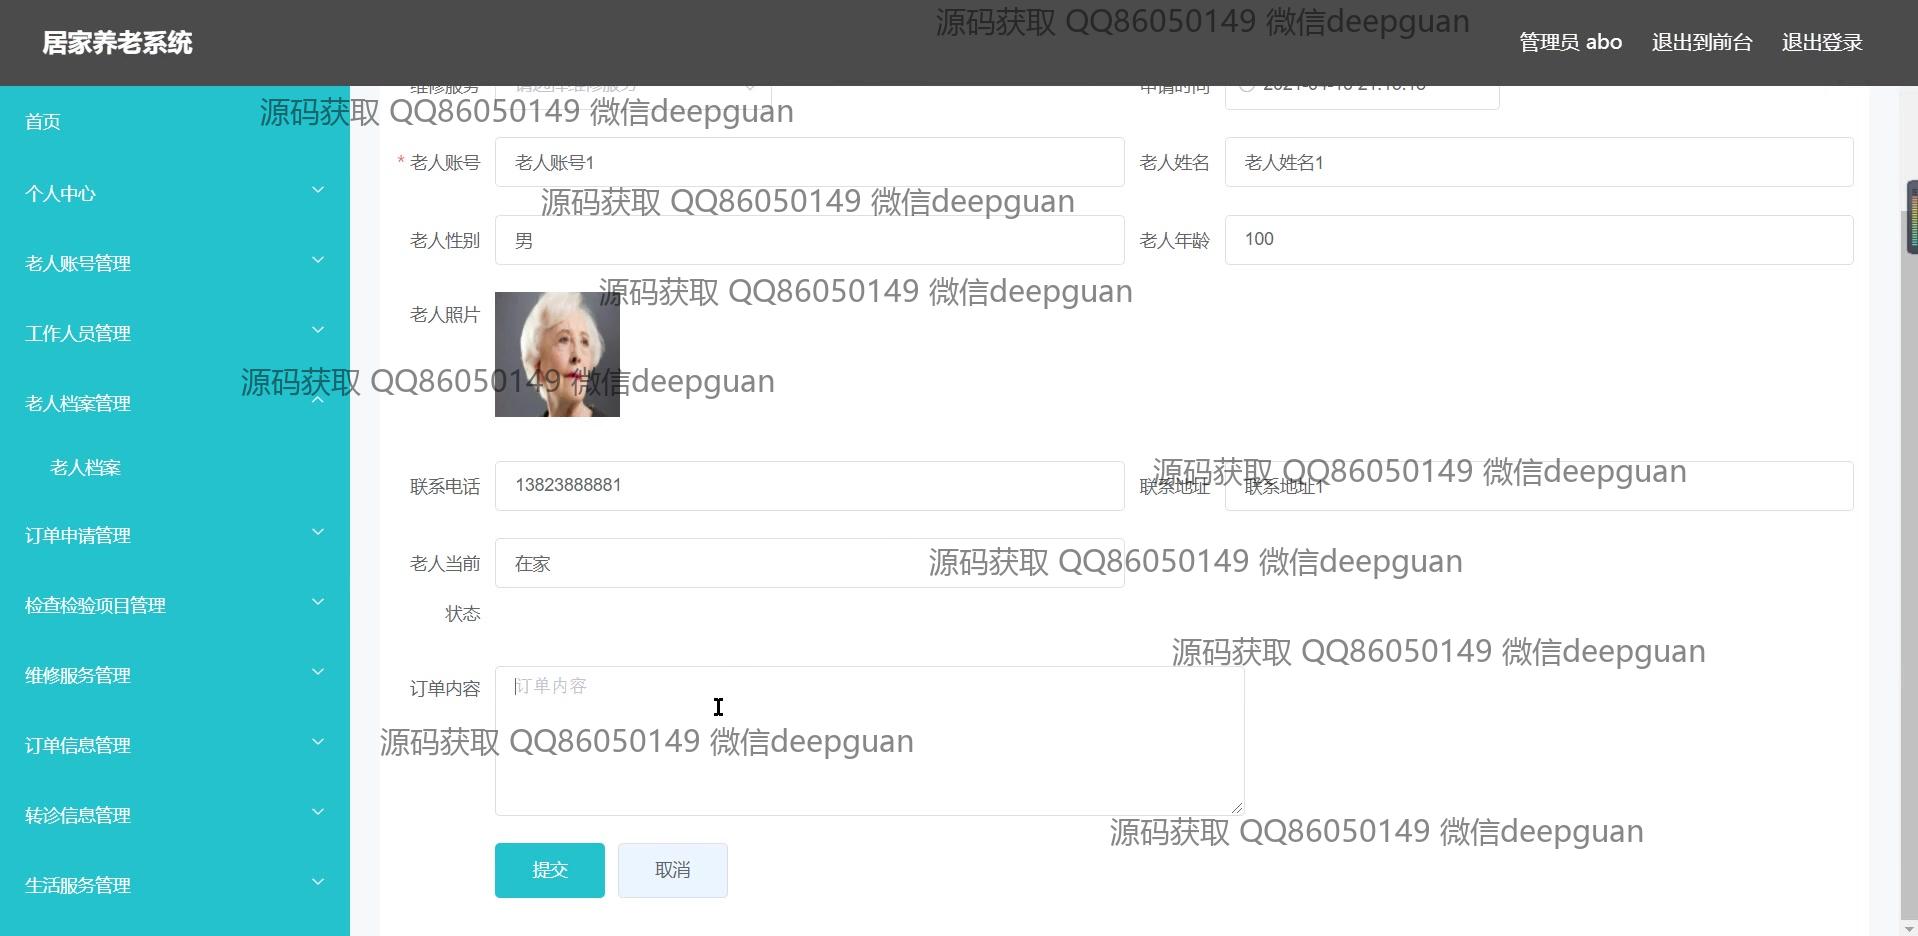 源码获取 QQ86050149 微信deepguan
居家养老系统
管理员 abo
退出到前台
退出登录
维修服务
请选择维修服务
申请时间
源码获取 QQ86050149 微信deepguan
首页
* 老人账号
老人账号1
老人姓名
老人姓名1
个人中心
源码获取 QQ86050149 微信deepguan
老人性别
男
老人年龄
100
老人账号管理
源码获取 QQ86050149 微信deepguan
老人照片
工作人员管理
源码获取 QQ86050149 微信deepguan
老人档案管理
老人档案
源码获取 QQ86050149 微信deepguan
联系电话
13823888881
联系地址
联系地址1
订单申请管理
老人当前
状态
在家
源码获取 QQ86050149 微信deepguan
检查检验项目管理
源码获取 QQ86050149 微信deepguan
维修服务管理
订单内容
订单内容
源码获取 QQ86050149 微信deepguan
订单信息管理
转诊信息管理
源码获取 QQ86050149 微信deepguan
提交
取消
生活服务管理